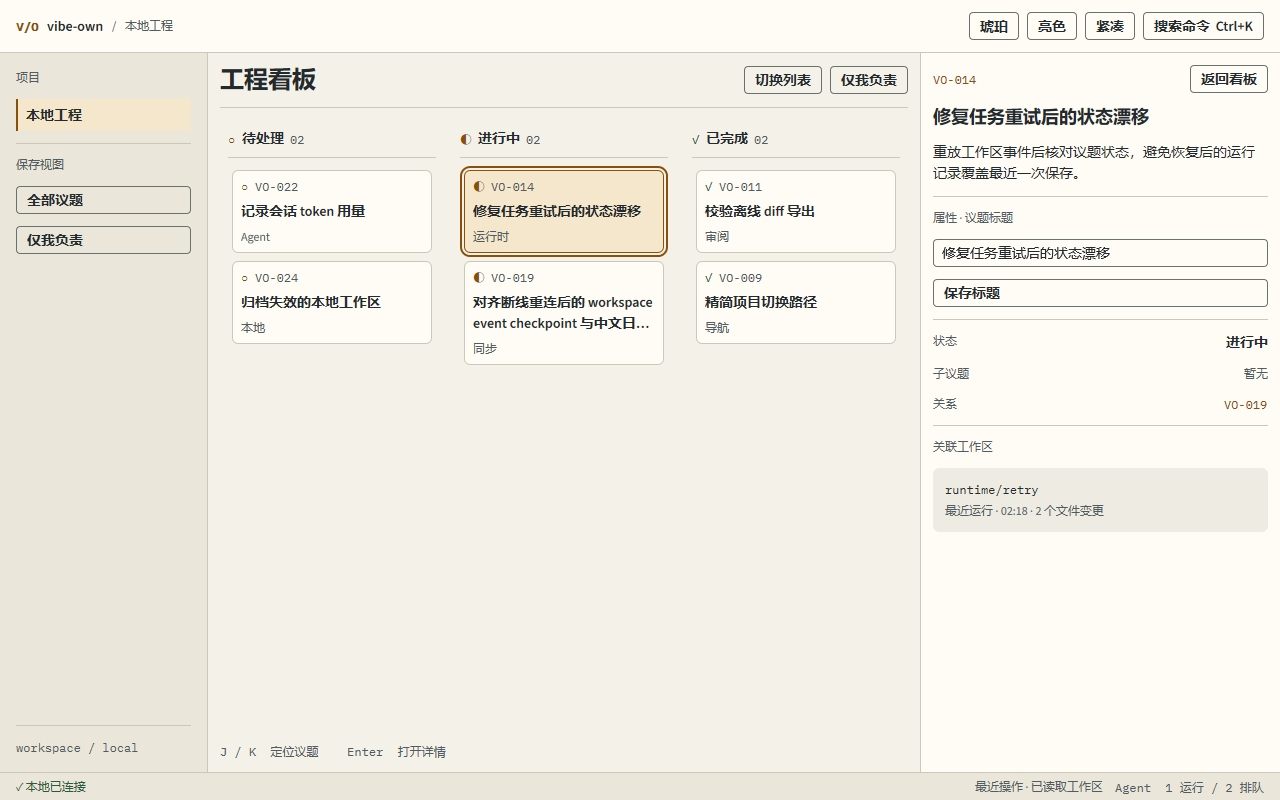 v/o vibe-own / 本地工程
琥珀 亮色 紧凑 搜索命令 Ctrl+K
项目
本地工程
保存视图
全部议题
仅我负责
workspace / local
工程看板
切换列表 仅我负责
○ 待处理 02
○ VO-022
记录会话 token 用量
Agent
○ VO-024
归档失效的本地工作区
本地
◐ 进行中 02
◐ VO-014
修复任务重试后的状态漂移
运行时
◐ VO-019
对齐断线重连后的 workspace
event checkpoint 与中文日…
同步
✓ 已完成 02
✓ VO-011
校验离线 diff 导出
审阅
✓ VO-009
精简项目切换路径
导航
J / K 定位议题 Enter 打开详情
VO-014
返回看板
修复任务重试后的状态漂移
重放工作区事件后核对议题状态，避免恢复后的运行
记录覆盖最近一次保存。
属性 · 议题标题
修复任务重试后的状态漂移
保存标题
状态 进行中
子议题 暂无
关系 VO-019
关联工作区
runtime/retry
最近运行 · 02:18 · 2 个文件变更
✓ 本地已连接
最近操作 · 已读取工作区 Agent 1 运行 / 2 排队